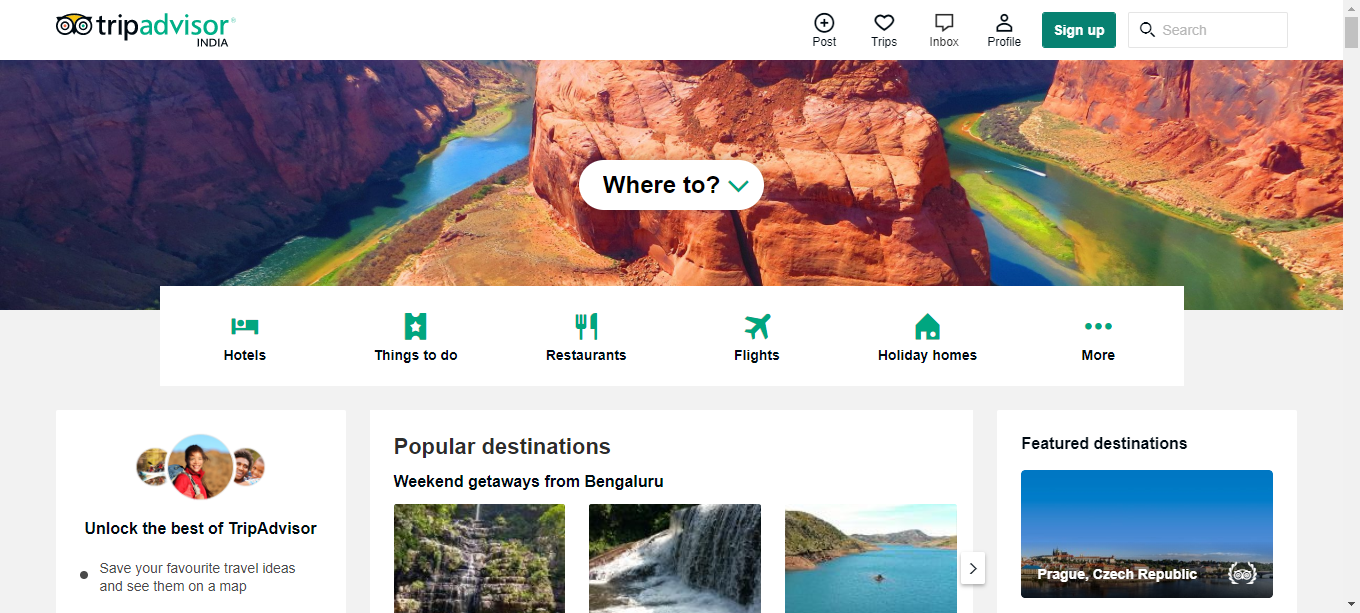 tripadvisor®
INDIA
Post
Trips
Inbox
Profile
Sign up
Search
Where to?
Hotels
Things to do
Restaurants
Flights
Holiday homes
More
Unlock the best of TripAdvisor
Save your favourite travel ideas
and see them on a map
Popular destinations
Weekend getaways from Bengaluru
Featured destinations
Prague, Czech Republic